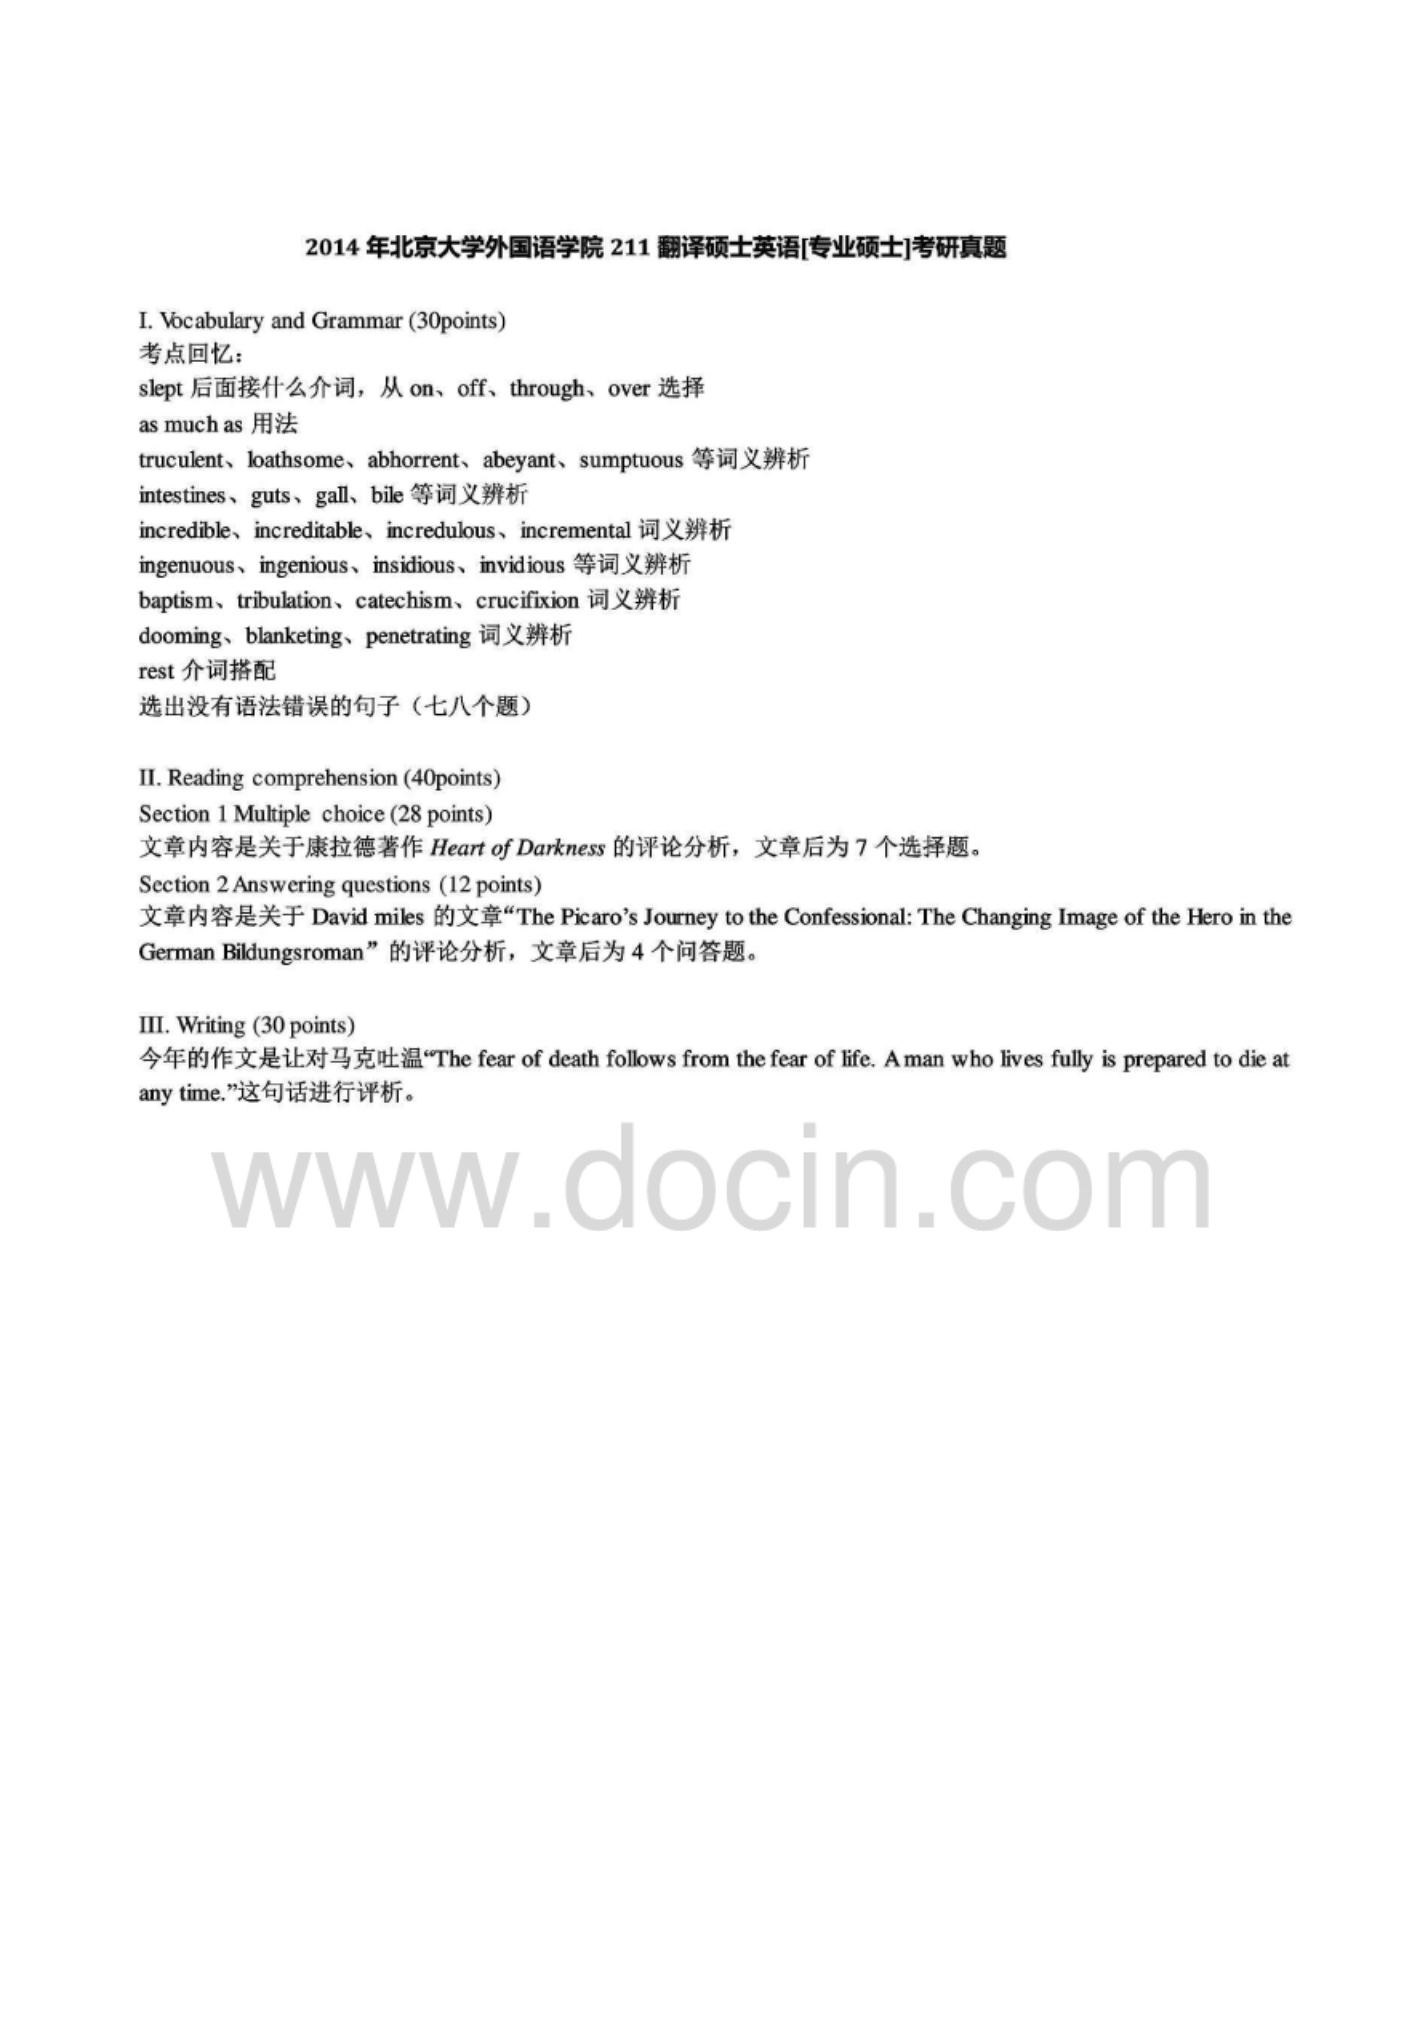 2014 年北京大学外国语学院 211 翻译硕士英语[专业硕士]考研真题
I. Vocabulary and Grammar (30points)
考点回忆：
slept 后面接什么介词，从 on、off、through、over 选择
as much as 用法
truculent、loathsome、abhorrent、abeyant、sumptuous 等词义辨析
intestines、guts、gall、bile 等词义辨析
incredible、increditable、incredulous、incremental 词义辨析
ingenuous、ingenious、insidious、invidious 等词义辨析
baptism、tribulation、catechism、crucifixion 词义辨析
dooming、blanketing、penetrating 词义辨析
rest 介词搭配
选出没有语法错误的句子（七八个题）
II. Reading comprehension (40points)
Section 1 Multiple choice (28 points)
文章内容是关于康拉德著作 Heart of Darkness 的评论分析，文章后为 7 个选择题。
Section 2 Answering questions (12 points)
文章内容是关于 David miles 的文章“The Picaro’s Journey to the Confessional: The Changing Image of the Hero in the
German Bildungsroman” 的评论分析，文章后为 4 个问答题。
III. Writing (30 points)
今年的作文是让对马克吐温“The fear of death follows from the fear of life. A man who lives fully is prepared to die at
any time.”这句话进行评析。
www.docin.com